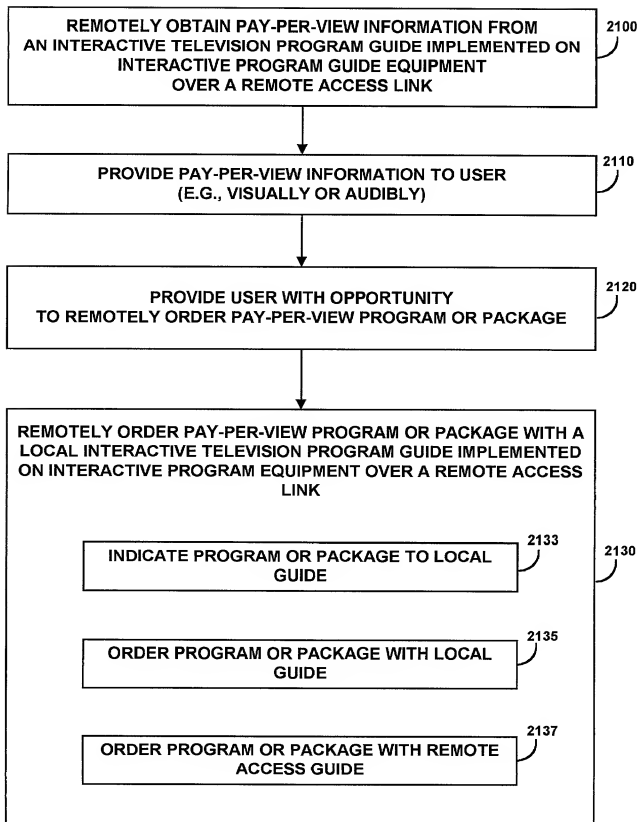 REMOTELY OBTAIN PAY-PER-VIEW INFORMATION FROM
AN INTERACTIVE TELEVISION PROGRAM GUIDE IMPLEMENTED ON
INTERACTIVE PROGRAM GUIDE EQUIPMENT
OVER A REMOTE ACCESS LINK
2100
PROVIDE PAY-PER-VIEW INFORMATION TO USER
(E.G., VISUALLY OR AUDIBLY)
2110
PROVIDE USER WITH OPPORTUNITY
TO REMOTELY ORDER PAY-PER-VIEW PROGRAM OR PACKAGE
2120
REMOTELY ORDER PAY-PER-VIEW PROGRAM OR PACKAGE WITH A
LOCAL INTERACTIVE TELEVISION PROGRAM GUIDE IMPLEMENTED
ON INTERACTIVE PROGRAM EQUIPMENT OVER A REMOTE ACCESS
LINK
2130
INDICATE PROGRAM OR PACKAGE TO LOCAL
GUIDE
2133
ORDER PROGRAM OR PACKAGE WITH LOCAL
GUIDE
2135
ORDER PROGRAM OR PACKAGE WITH REMOTE
ACCESS GUIDE
2137